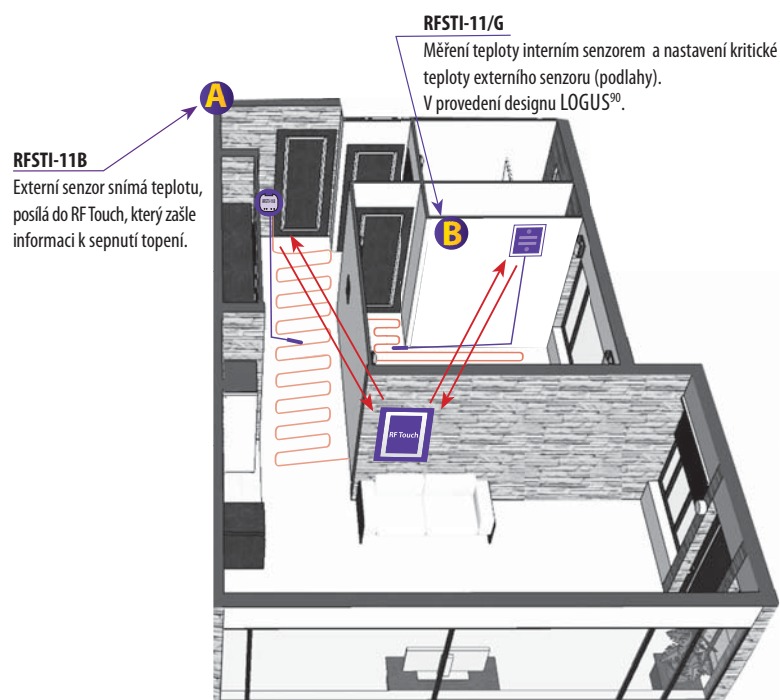 RFSTI-11/G
Měření teploty interním senzorem a nastavení kritické
teploty externího senzoru (podlahy).
V provedení designu LOGUS⁹⁰.
A
RFSTI-11B
Externí senzor snímá teplotu,
posílá do RF Touch, který zašle
informaci k sepnutí topení.
B
RF Touch